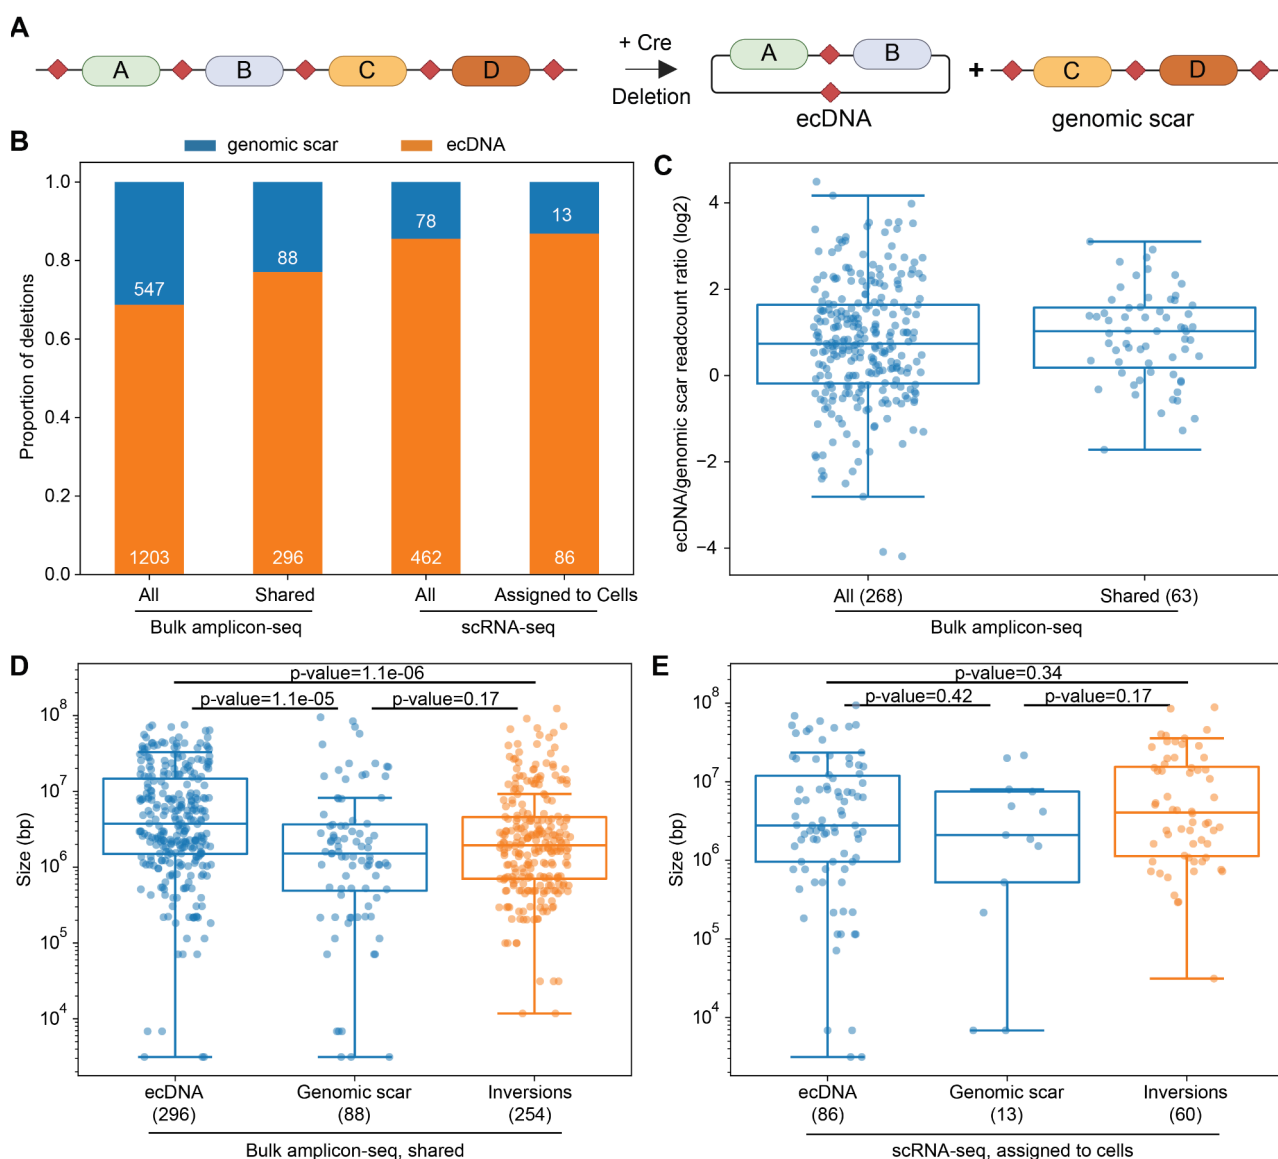 A
A B C D
+ Cre
Deletion
A B
ecDNA
+
C D
genomic scar
B
genomic scar ecDNA
Proportion of deletions
1.0
0.8
0.6
0.4
0.2
0.0
547 88 78 13
1203 296 462 86
All Shared All Assigned to Cells
Bulk amplicon-seq scRNA-seq
C
ecDNA/genomic scar readcount ratio (log2)
4
2
0
−2
−4
All (268) Shared (63)
Bulk amplicon-seq
D
Size (bp)
p-value=1.1e-06
p-value=1.1e-05 p-value=0.17
10^8
10^7
10^6
10^5
10^4
ecDNA Genomic scar Inversions
(296) (88) (254)
Bulk amplicon-seq, shared
E
Size (bp)
p-value=0.34
p-value=0.42 p-value=0.17
10^8
10^7
10^6
10^5
10^4
ecDNA Genomic scar Inversions
(86) (13) (60)
scRNA-seq, assigned to cells